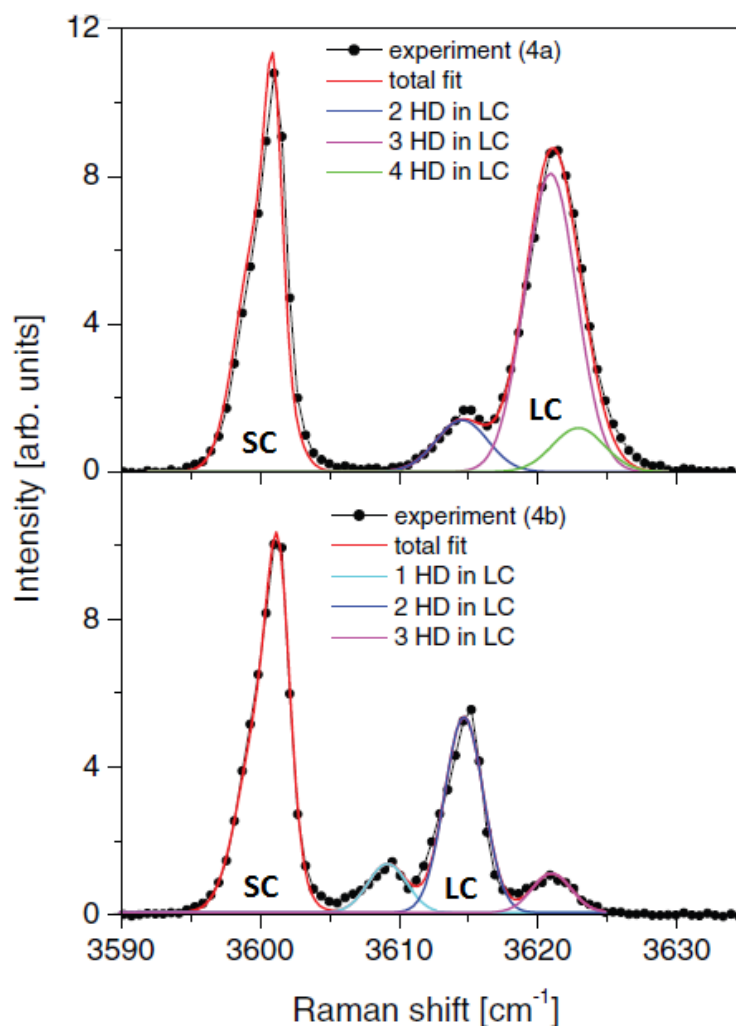 12
experiment (4a)
total fit
2 HD in LC
3 HD in LC
4 HD in LC
8
4
LC
SC
0
Intensity [arb. units]
experiment (4b)
total fit
1 HD in LC
2 HD in LC
3 HD in LC
8
4
SC
LC
0
3590 3600 3610 3620 3630
Raman shift [cm⁻¹]